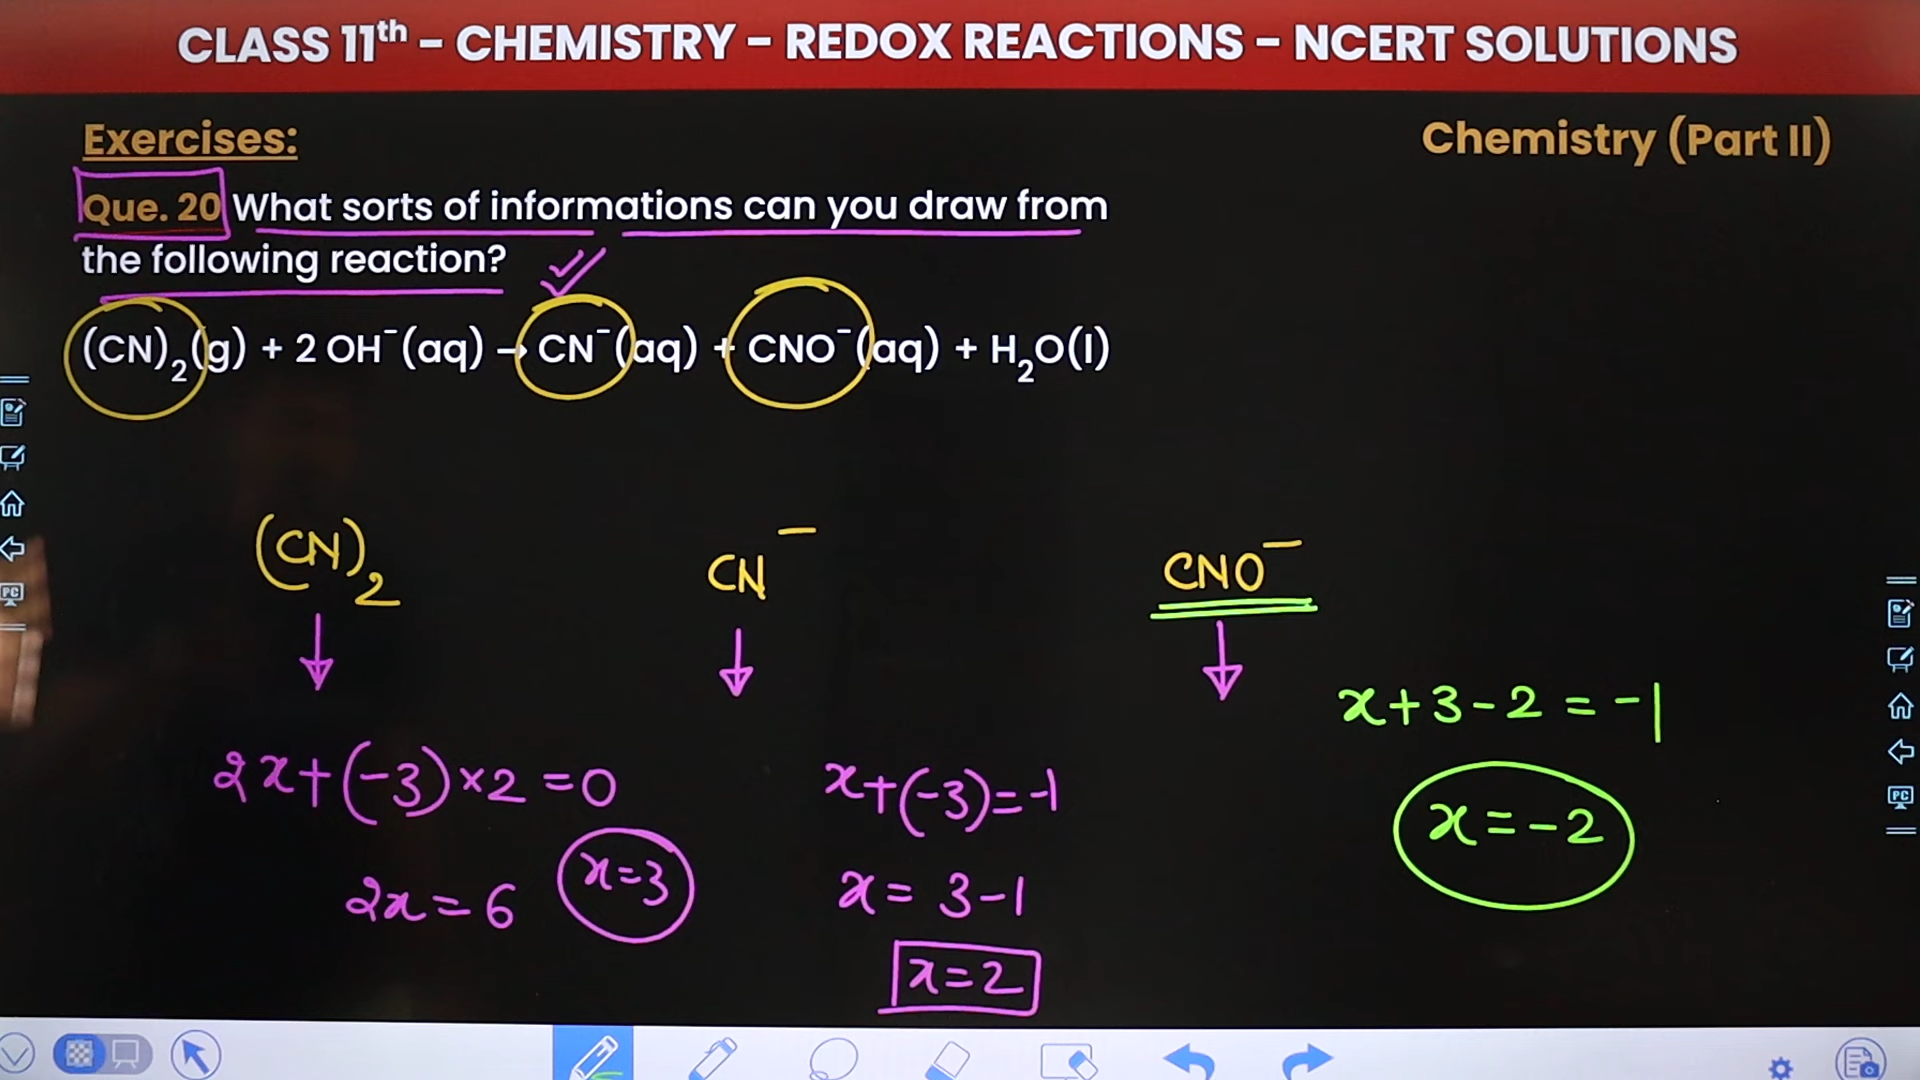 CLASS 11th - CHEMISTRY - REDOX REACTIONS - NCERT SOLUTIONS
Exercises:
Chemistry (Part II)
Que. 20 What sorts of informations can you draw from
the following reaction?
(CN)₂(g) + 2 OH⁻(aq) → CN⁻(aq) + CNO⁻(aq) + H₂O(l)
(CN)₂
CN⁻
CNO⁻
x+3-2=-1
2x+(-3)×2=0
x+(-3)=-1
x=-2
2x=6
x=3
x=3-1
x=2
PC
PC